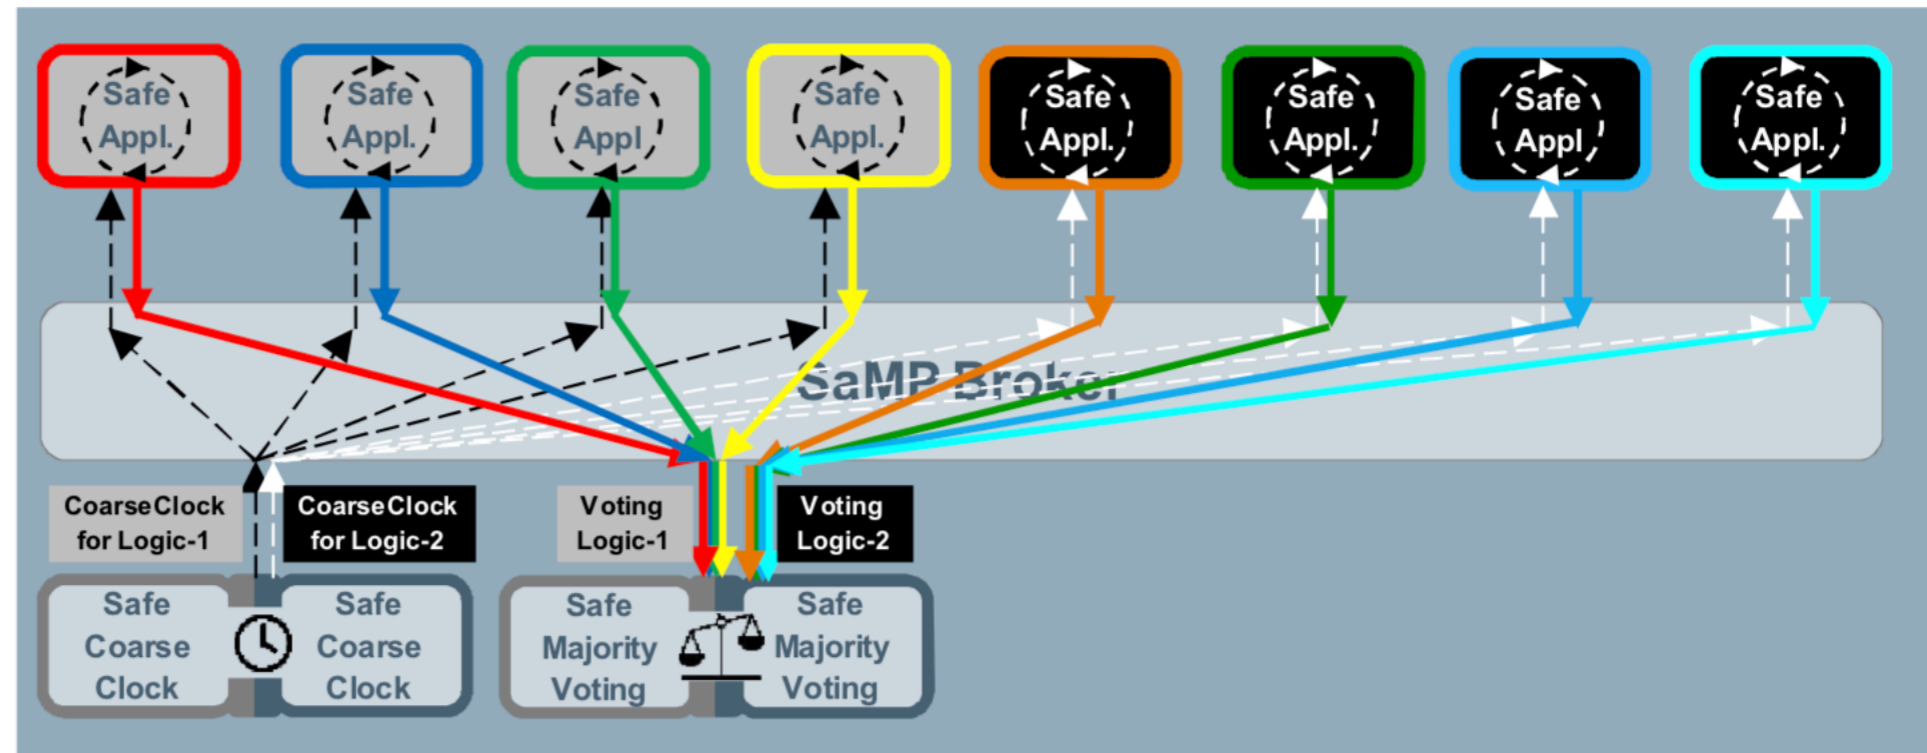 Safe
Appl.
Safe
Appl.
Safe
Appl
Safe
Appl.
Safe
Appl.
Safe
Appl.
Safe
Appl
Safe
Appl.
SaMP Broker
CoarseClock
for Logic-1
CoarseClock
for Logic-2
Voting
Logic-1
Voting
Logic-2
Safe
Coarse
Clock
Safe
Coarse
Clock
Safe
Majority
Voting
Safe
Majority
Voting